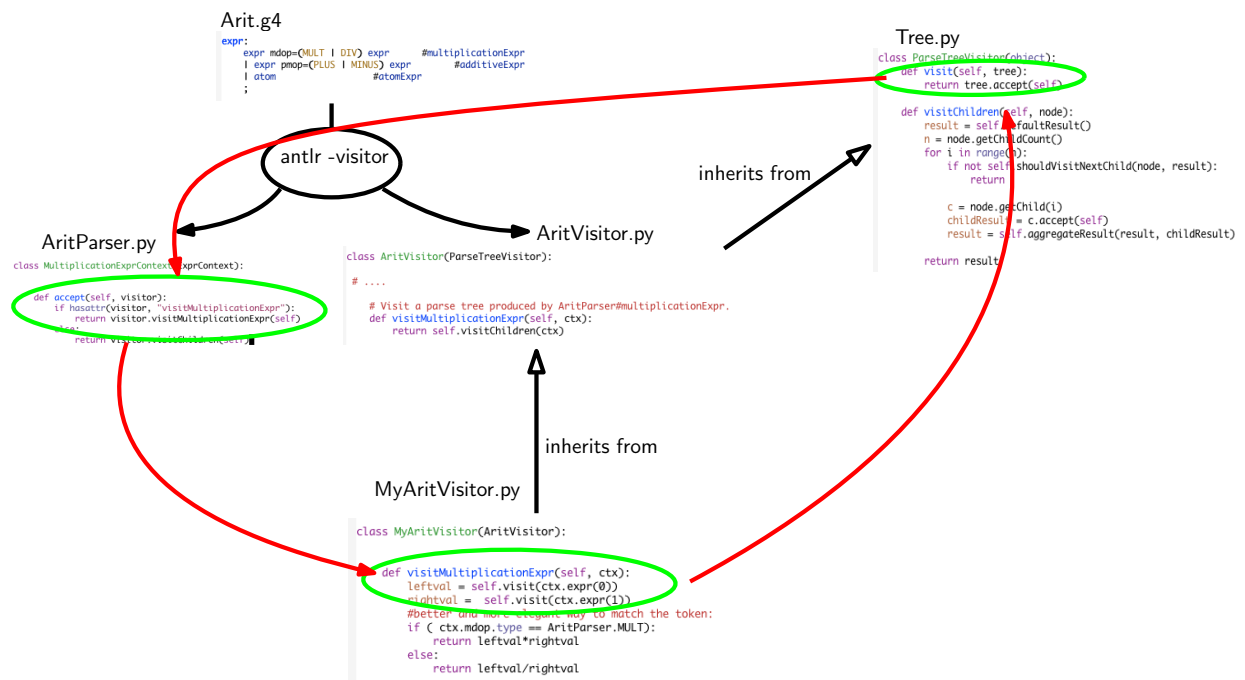 Arit.g4
expr:
    expr mdop=(MULT | DIV) expr      #multiplicationExpr
    | expr pmop=(PLUS | MINUS) expr       #additiveExpr
    | atom                 #atomExpr
    ;
antlr -visitor
Tree.py
class ParseTreeVisitor(object):
    def visit(self, tree):
        return tree.accept(self)
    def visitChildren(self, node):
        result = self.defaultResult()
        n = node.getChildCount()
        for i in range(n):
            if not self.shouldVisitNextChild(node, result):
                return
            c = node.getChild(i)
            childResult = c.accept(self)
            result = self.aggregateResult(result, childResult)
        return result
inherits from
AritParser.py
class MultiplicationExprContext(ExprContext):
    def accept(self, visitor):
        if hasattr(visitor, "visitMultiplicationExpr"):
            return visitor.visitMultiplicationExpr(self)
        else:
            return visitor.visitChildren(self)
AritVisitor.py
class AritVisitor(ParseTreeVisitor):
# ....
    # Visit a parse tree produced by AritParser#multiplicationExpr.
    def visitMultiplicationExpr(self, ctx):
        return self.visitChildren(ctx)
inherits from
MyAritVisitor.py
class MyAritVisitor(AritVisitor):
    def visitMultiplicationExpr(self, ctx):
        leftval = self.visit(ctx.expr(0))
        rightval =  self.visit(ctx.expr(1))
        #better and more elegant way to match the token:
        if ( ctx.mdop.type == AritParser.MULT):
            return leftval*rightval
        else:
            return leftval/rightval